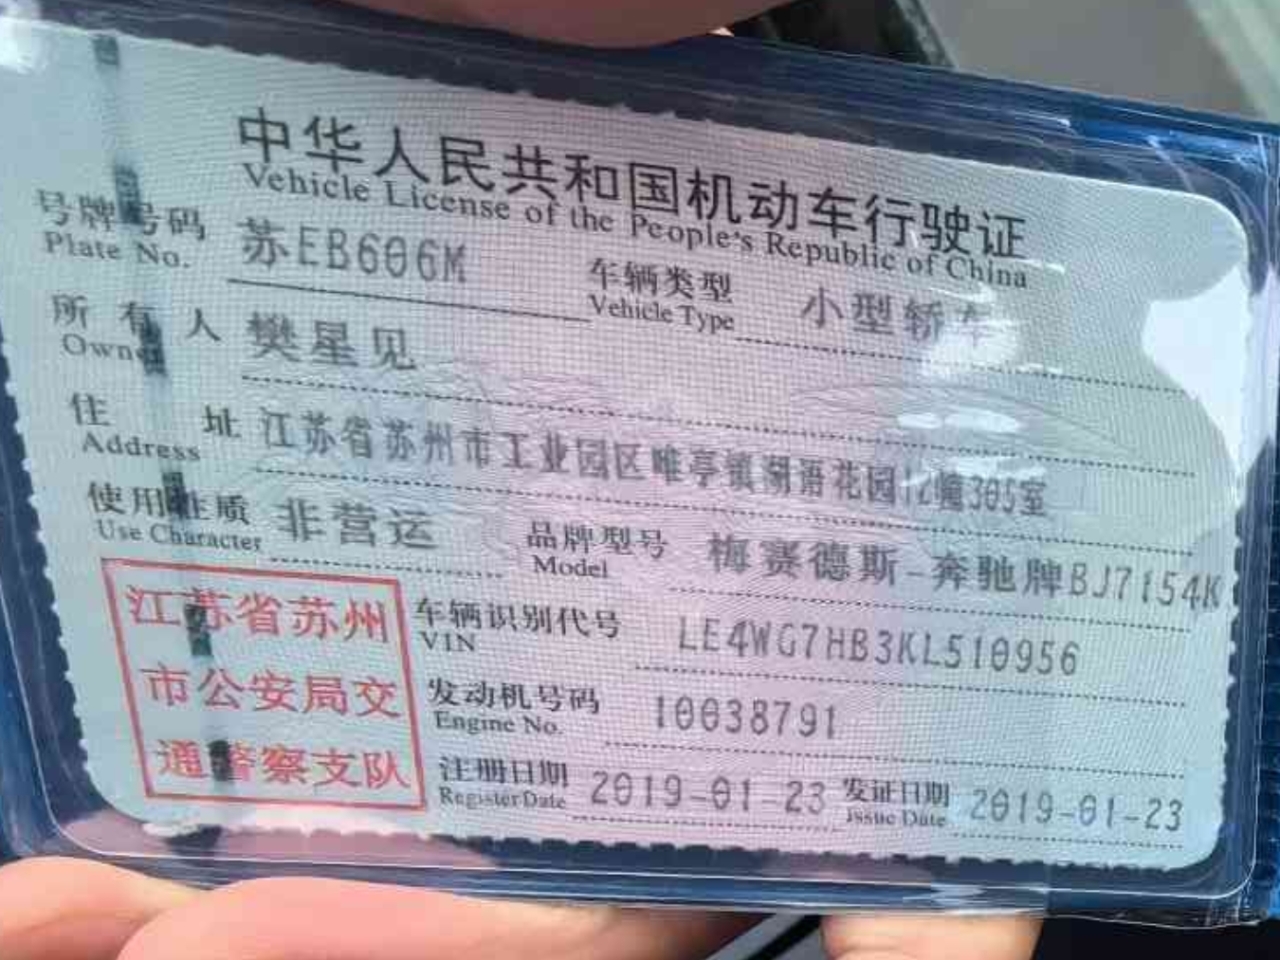 中华人民共和国机动车行驶证
Vehicle License of the People's Republic of China
号牌号码 苏EB606M 车辆类型 小型轿车
Plate No. Vehicle Type
所有人 樊星见
Owner
住址 江苏省苏州市工业园区唯亭镇湖语花园12幢305室
Address
使用性质 非营运 品牌型号 梅赛德斯-奔驰牌BJ7154K
Use Character Model
江苏省苏州
市公安局交
通警察支队
车辆识别代号 LE4WG7HB3KL510956
VIN
发动机号码 10038791
Engine No.
注册日期 2019-01-23 发证日期 2019-01-23
Register Date Issue Date